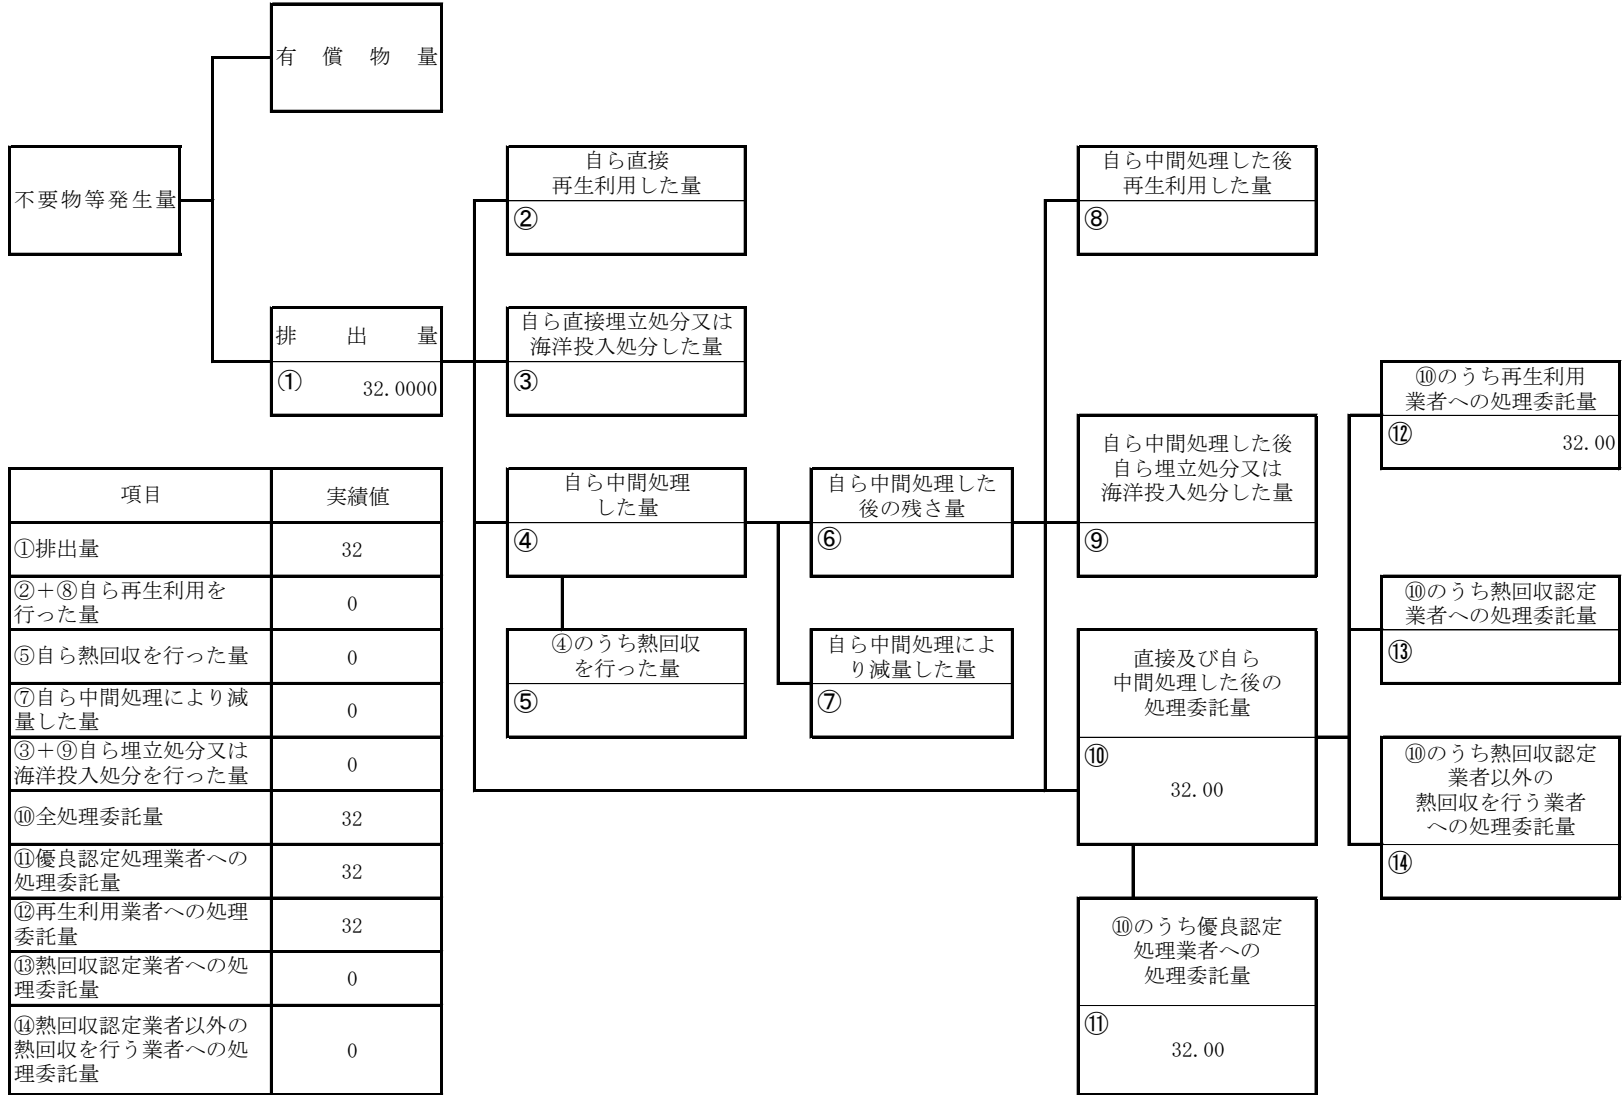 有償物量
不要物等発生量
排出量
① 32.0000
自ら直接
再生利用した量
②
自ら直接埋立処分又は
海洋投入処分した量
③
自ら中間処理
した量
④
④のうち熱回収
を行った量
⑤
自ら中間処理した
後の残さ量
⑥
自ら中間処理によ
り減量した量
⑦
自ら中間処理した後
再生利用した量
⑧
自ら中間処理した後
自ら埋立処分又は
海洋投入処分した量
⑨
直接及び自ら
中間処理した後の
処理委託量
⑩
32.00
⑩のうち優良認定
処理業者への
処理委託量
⑪
32.00
⑩のうち再生利用
業者への処理委託量
⑫ 32.00
⑩のうち熱回収認定
業者への処理委託量
⑬
⑩のうち熱回収認定
業者以外の
熱回収を行う業者
への処理委託量
⑭
項目 実績値
①排出量 32
②+⑧自ら再生利用を
行った量 0
⑤自ら熱回収を行った量 0
⑦自ら中間処理により減
量した量 0
③+⑨自ら埋立処分又は
海洋投入処分を行った量 0
⑩全処理委託量 32
⑪優良認定処理業者への
処理委託量 32
⑫再生利用業者への処理
委託量 32
⑬熱回収認定業者への処
理委託量 0
⑭熱回収認定業者以外の
熱回収を行う業者への処 0
理委託量